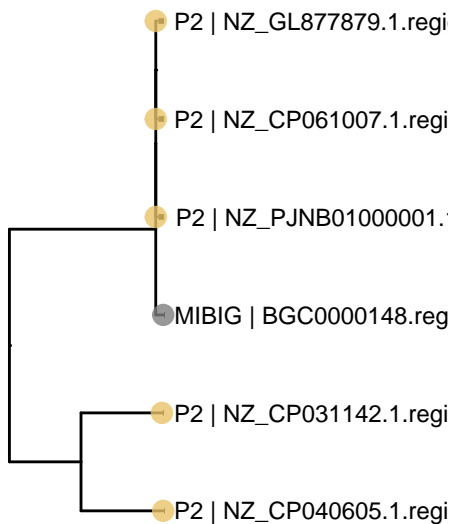 P2 | NZ_GL877879.1.regi
P2 | NZ_CP061007.1.regi
P2 | NZ_PJNB01000001.
MIBIG | BGC0000148.reg
P2 | NZ_CP031142.1.regi
P2 | NZ_CP040605.1.regi